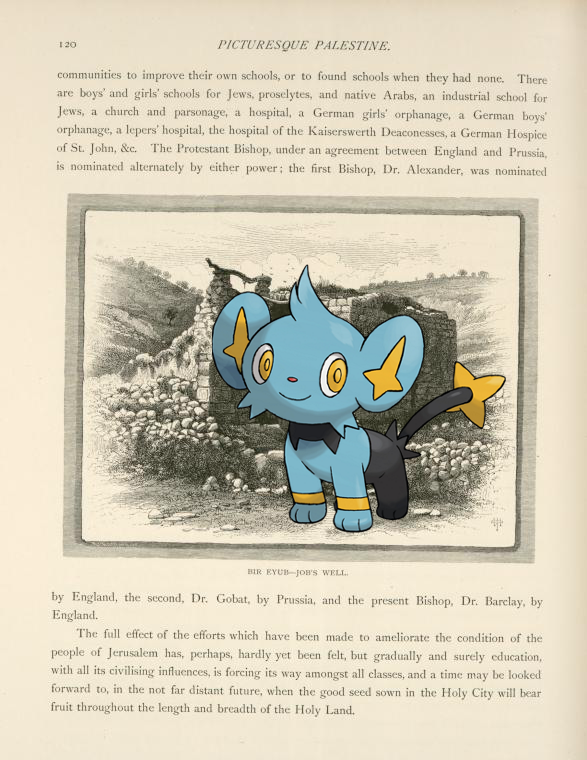 120
PICTURESQUE PALESTINE.
communities to improve their own schools, or to found schools when they had none. There
are boys' and girls' schools for Jews, proselytes, and native Arabs, an industrial school for
Jews, a church and parsonage, a hospital, a German girls' orphanage, a German boys'
orphanage, a lepers' hospital, the hospital of the Kaiserswerth Deaconesses, a German Hospice
of St. John, &c. The Protestant Bishop, under an agreement between England and Prussia,
is nominated alternately by either power; the first Bishop, Dr. Alexander, was nominated
BIR EYUB—JOB'S WELL.
by England, the second, Dr. Gobat, by Prussia, and the present Bishop, Dr. Barclay, by
England.
The full effect of the efforts which have been made to ameliorate the condition of the
people of Jerusalem has, perhaps, hardly yet been felt, but gradually and surely education,
with all its civilising influences, is forcing its way amongst all classes, and a time may be looked
forward to, in the not far distant future, when the good seed sown in the Holy City will bear
fruit throughout the length and breadth of the Holy Land.